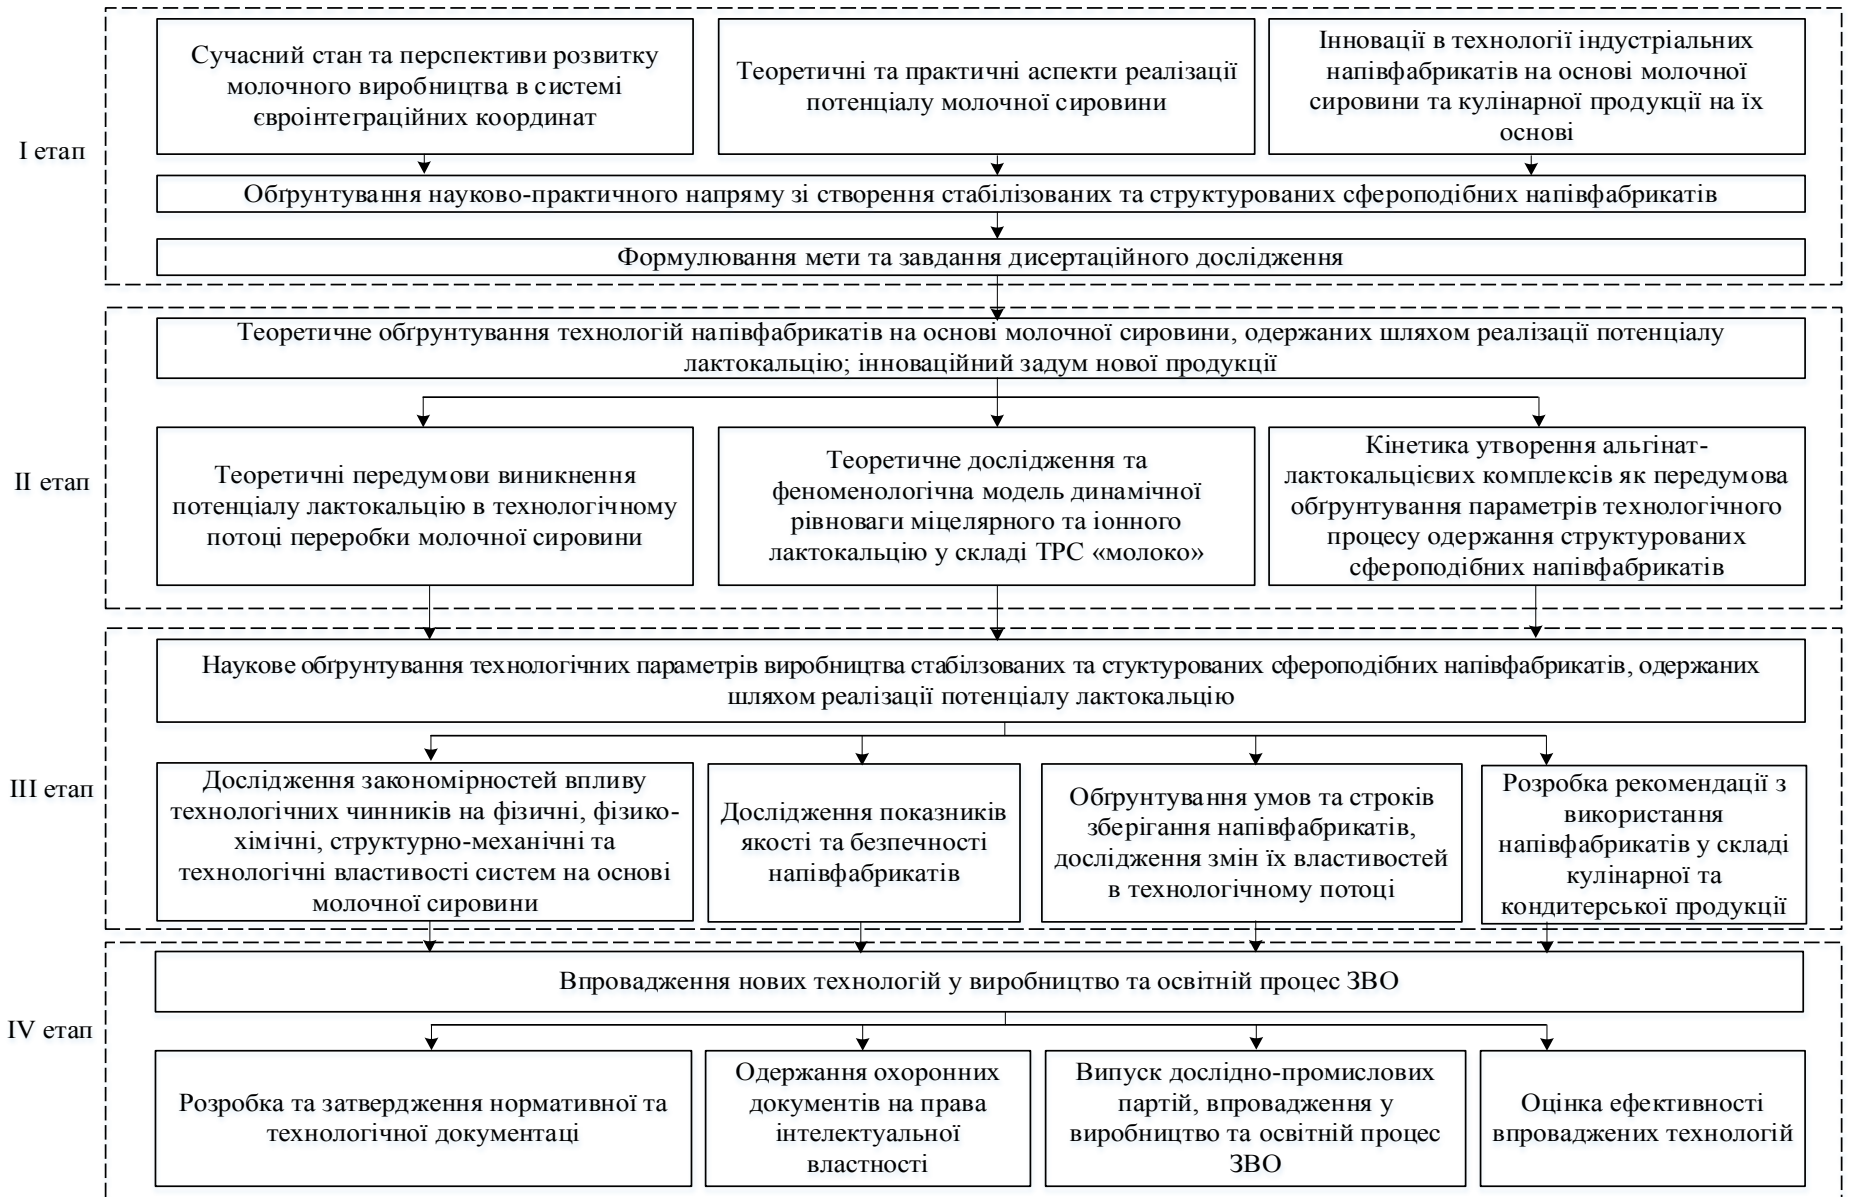 І етап
Сучасний стан та перспективи розвитку
молочного виробництва в системі
євроінтеграційних координат
Теоретичні та практичні аспекти реалізації
потенціалу молочної сировини
Інновації в технології індустріальних
напівфабрикатів на основі молочної
сировини та кулінарної продукції на їх
основі
Обґрунтування науково-практичного напряму зі створення стабілізованих та структурованих сфероподібних напівфабрикатів
Формулювання мети та завдання дисертаційного дослідження
ІІ етап
Теоретичне обґрунтування технологій напівфабрикатів на основі молочної сировини, одержаних шляхом реалізації потенціалу
лактокальцію; інноваційний задум нової продукції
Теоретичні передумови виникнення
потенціалу лактокальцію в технологічному
потоці переробки молочної сировини
Теоретичне дослідження та
феноменологічна модель динамічної
рівноваги міцелярного та іонного
лактокальцію у складі ТРС «молоко»
Кінетика утворення альгінат-
лактокальцієвих комплексів як передумова
обґрунтування параметрів технологічного
процесу одержання структурованих
сфероподібних напівфабрикатів
ІІІ етап
Наукове обґрунтування технологічних параметрів виробництва стабілзованих та стуктурованих сфероподібних напівфабрикатів, одержаних
шляхом реалізації потенціалу лактокальцію
Дослідження закономірностей впливу
технологічних чинників на фізичні, фізико-
хімічні, структурно-механічні та
технологічні властивості систем на основі
молочної сировини
Дослідження показників
якості та безпечності
напівфабрикатів
Обґрунтування умов та строків
зберігання напівфабрикатів,
дослідження змін їх властивостей
в технологічному потоці
Розробка рекомендації з
використання
напівфабрикатів у складі
кулінарної та
кондитерської продукції
IV етап
Впровадження нових технологій у виробництво та освітній процес ЗВО
Розробка та затвердження нормативної та
технологічної документаці
Одержання охоронних
документів на права
інтелектуальної
властності
Випуск дослідно-промислових
партій, впровадження у
виробництво та освітній процес
ЗВО
Оцінка ефективності
впроваджених технологій